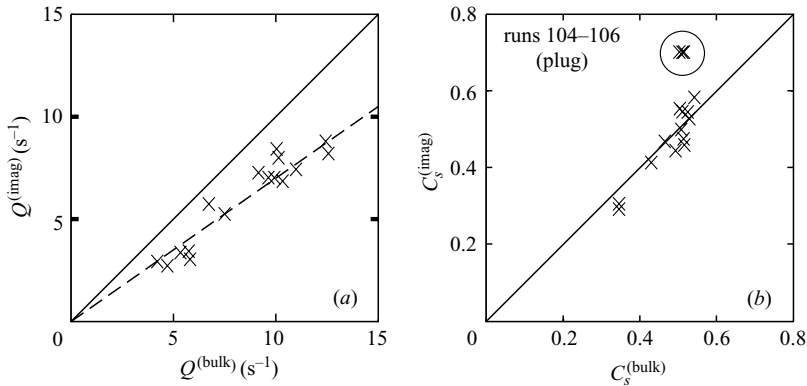 15
10
5
0
5
10
15
Q^(imag) (s^−1)
Q^(bulk) (s^−1)
(a)
0.8
0.6
0.4
0.2
0
0.2
0.4
0.6
0.8
C_s^(imag)
C_s^(bulk)
runs 104–106
(plug)
(b)